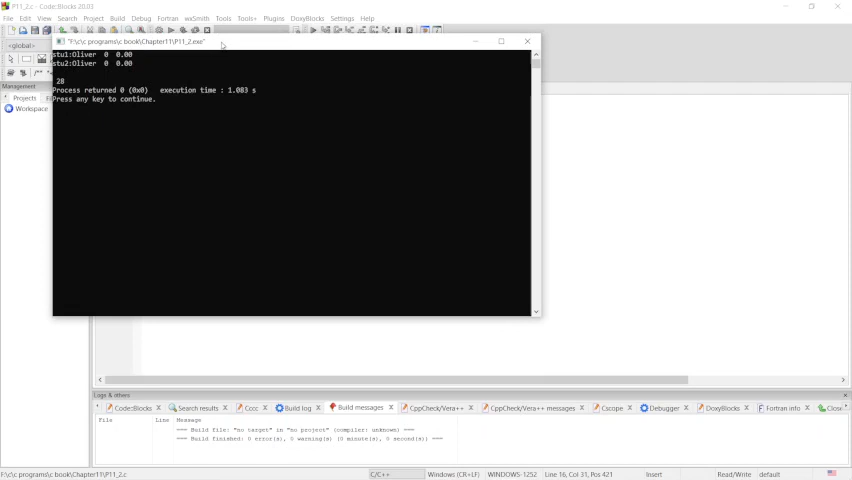 P11_2.c - Code::Blocks 20.03
File Edit View Search Project Build Debug Fortran wxSmith Tools Tools+ Plugins DoxyBlocks Settings Help
<global>
"F:\c\c programs\c book\Chapter11\P11_2.exe"
stu1:Oliver 0 0.00
stu2:Oliver 0 0.00
28
Process returned 0 (0x0) execution time : 1.083 s
Press any key to continue.
Management
Projects
Workspace
Logs & others
Code::Blocks Search results Cccc Build log Build messages CppCheck/Vera++ CppCheck/Vera++ messages Cscope Debugger DoxyBlocks Fortran info Close
File Line Message
=== Build file: "no target" in "no project" (compiler: unknown) ===
=== Build finished: 0 error(s), 0 warning(s) (0 minute(s), 0 second(s)) ===
F:\c\c programs\c book\Chapter11\P11_2.c C/C++ Windows (CR+LF) WINDOWS-1252 Line 16, Col 31, Pos 421 Insert Read/Write default